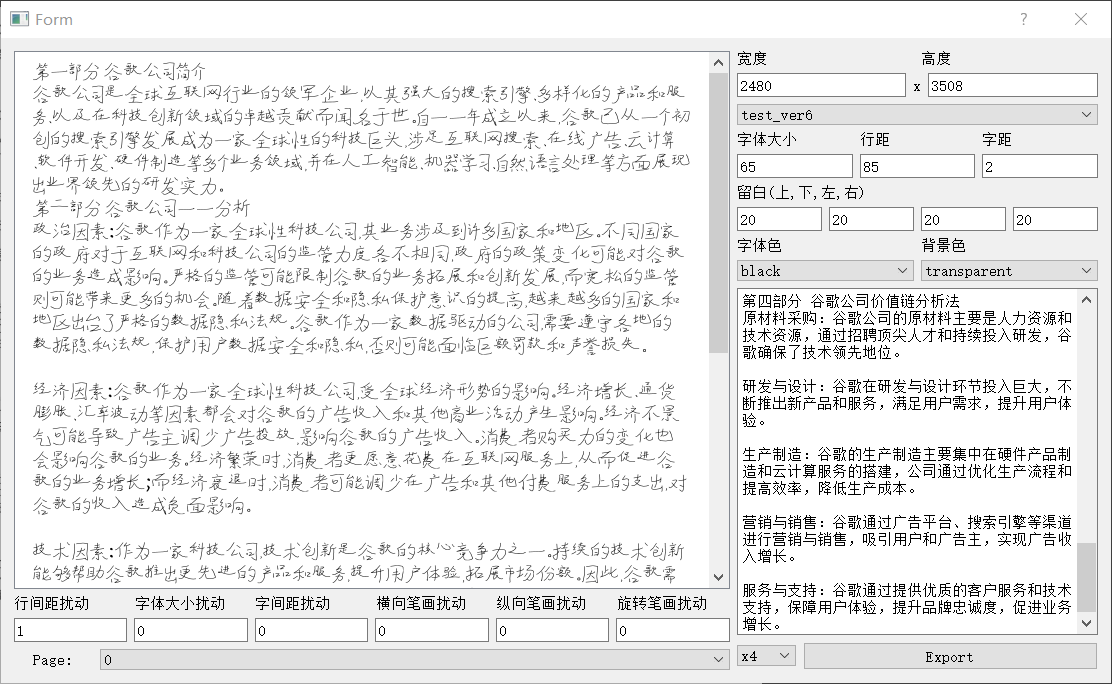 Form
第一部分 谷歌公司简介
谷歌公司是全球互联网行业的领军企业,以其强大的搜索引擎,多样化的产品和服
务,以及在科技创新领域的卓越贡献而闻名于世。自一一年成立以来,谷歌已从一个初
创的搜索引擎发展成为一家全球性的科技巨头,涉足互联网搜索、在线广告、云计算
、软件开发、硬件制造等多个业务领域,并在人工智能、机器学习、自然语言处理等方面展现
出业界领先的研发实力。
第二部分 谷歌公司一一分析
政治因素:谷歌作为一家全球性科技公司,其业务涉及到许多国家和地区。不同国家
的政府对于互联网和科技公司的监管力度各不相同,政府的政策变化可能对谷歌
的业务造成影响。严格的监管可能限制谷歌的业务拓展和创新发展,而宽松的监管
则可能带来更多的机会。随着数据安全和隐私保护意识的提高,越来越多的国家和
地区出台了严格的数据隐私法规。谷歌作为一家数据驱动的公司,需要遵守各地的
数据隐私法规,保护用户数据安全和隐私,否则可能面临巨额罚款和声誉损失。
经济因素:谷歌作为一家全球性科技公司,受全球经济形势的影响。经济增长、通货
膨胀、汇率波动等因素都会对谷歌的广告收入和其他商业活动产生影响。经济不景
气可能导致广告主调少广告投放,影响谷歌的广告收入。消费者购买力的变化也
会影响谷歌的业务。经济繁荣时,消费者更愿意花费在互联网服务上,从而促进谷
歌的业务增长;而经济衰退时,消费者可能调少在广告和其他付费服务上的支出,对
谷歌的收入造成负面影响。
技术因素:作为一家科技公司,技术创新是谷歌的核心竞争力之一。持续的技术创新
能够帮助谷歌推出更先进的产品和服务,提升用户体验,拓展市场份额。因此,谷歌需
行间距扰动 字体大小扰动 字间距扰动 横向笔画扰动 纵向笔画扰动 旋转笔画扰动
1 0 0 0 0 0
Page: 0
宽度 高度
2480 x 3508
test_ver6
字体大小 行距 字距
65 85 2
留白(上,下,左,右)
20 20 20 20
字体色 背景色
black transparent
第四部分 谷歌公司价值链分析法
原材料采购：谷歌公司的原材料主要是人力资源和
技术资源，通过招聘顶尖人才和持续投入研发，谷
歌确保了技术领先地位。
研发与设计：谷歌在研发与设计环节投入巨大，不
断推出新产品和服务，满足用户需求，提升用户体
验。
生产制造：谷歌的生产制造主要集中在硬件产品制
造和云计算服务的搭建，公司通过优化生产流程和
提高效率，降低生产成本。
营销与销售：谷歌通过广告平台、搜索引擎等渠道
进行营销与销售，吸引用户和广告主，实现广告收
入增长。
服务与支持：谷歌通过提供优质的客户服务和技术
支持，保障用户体验，提升品牌忠诚度，促进业务
增长。
x4 Export